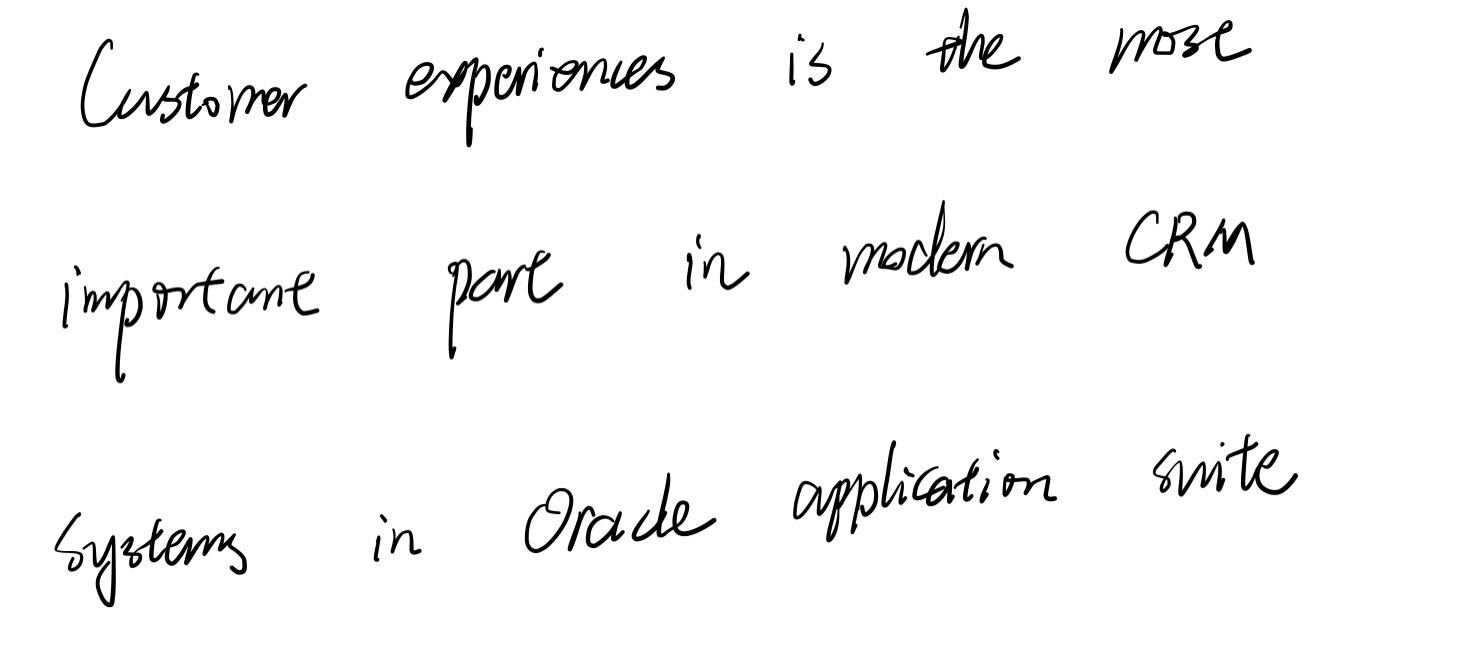 Customer experiences is the most
important part in modern CRM
systems in Oracle application suite